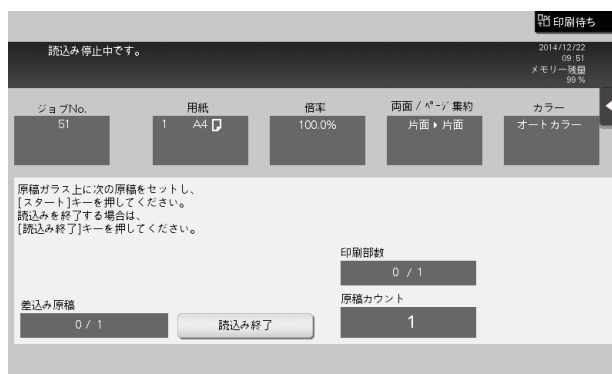 印刷待ち
読込み停止中です。
2014/12/22
09:51
メモリー残量
99%
ジョブNo.
用紙
倍率
両面 / ﾍﾟｰｼﾞ集約
カラー
51
1 A4
100.0%
片面 ▸ 片面
オートカラー
原稿ガラス上に次の原稿をセットし、
[スタート]キーを押してください。
読込みを終了する場合は、
[読込み終了]キーを押してください。
印刷部数
0 / 1
差込み原稿
原稿カウント
0 / 1
読込み終了
1